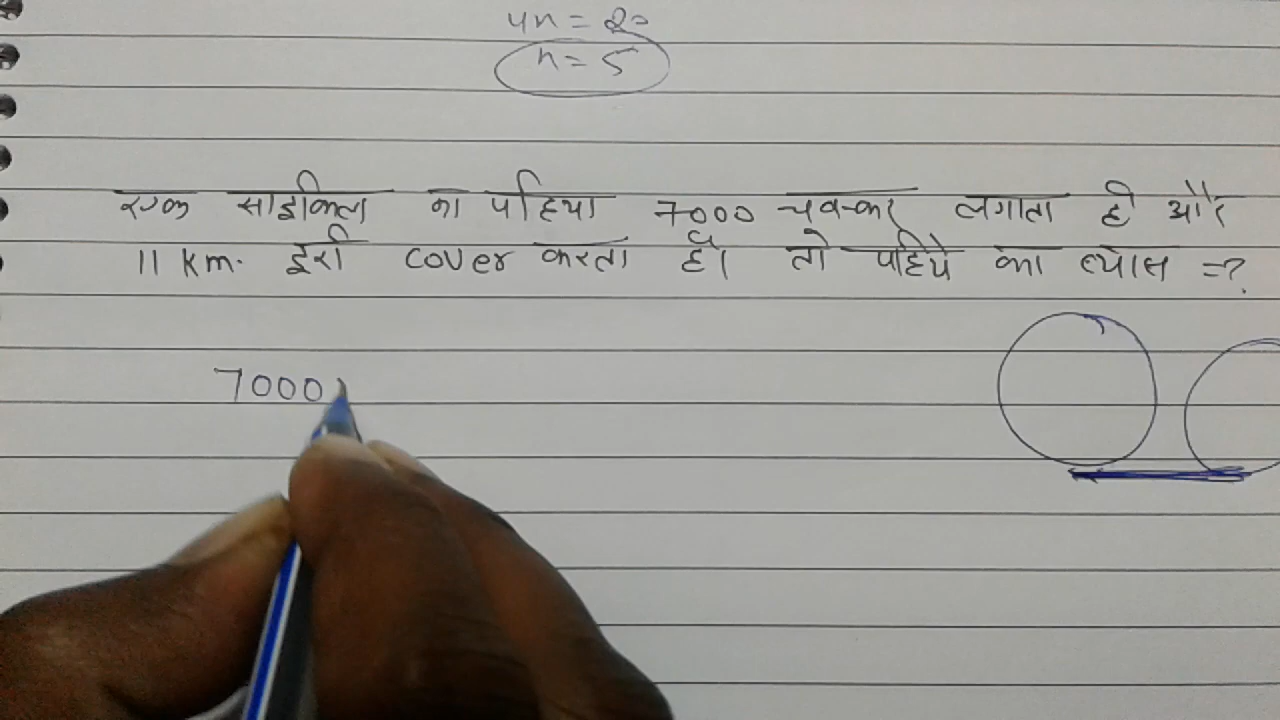 4n = 20
n = 5
एक साईकिल का पहिया 7000 चक्कर लगाता है और
11 Km. दूरी cover करता है। तो पहिये का व्यास =?
7000